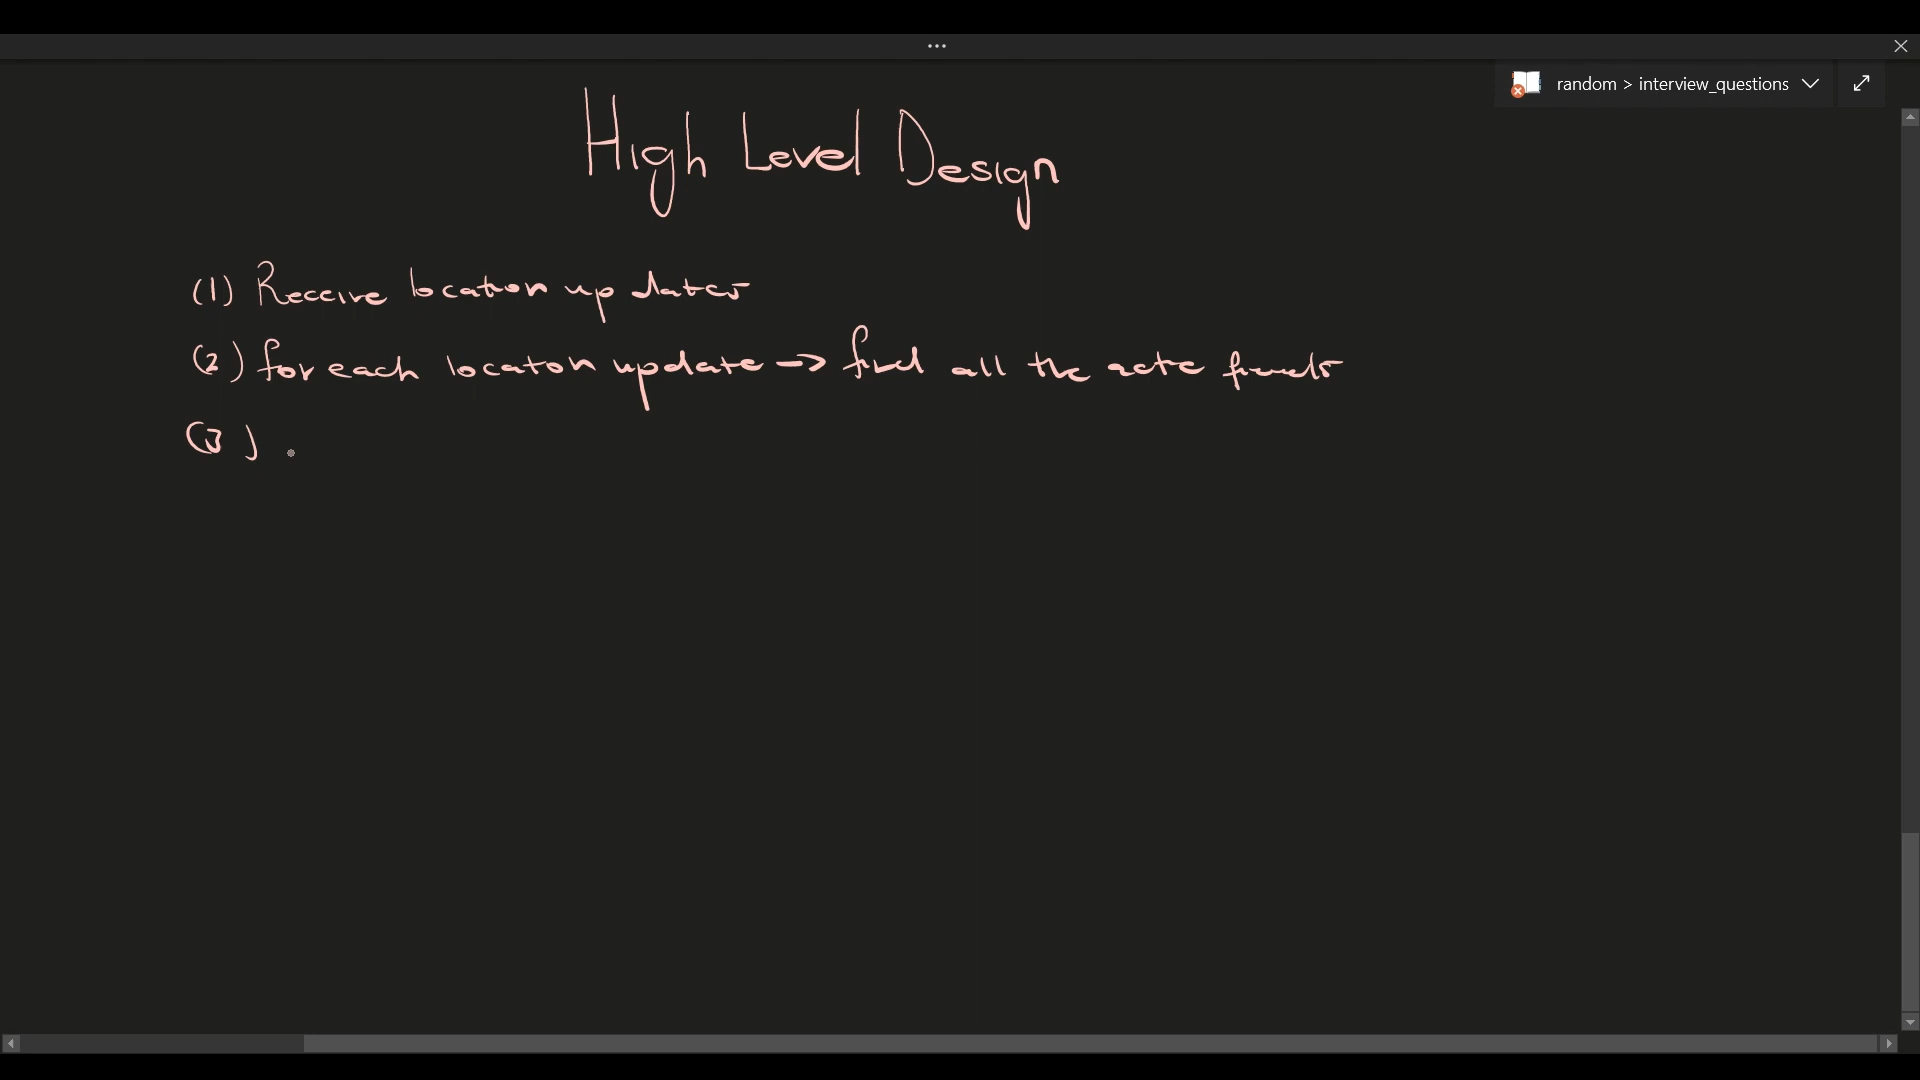 random > interview_questions
High Level Design
(1) Receive location updates
(2) for each location update -> find all the active friends
(3)